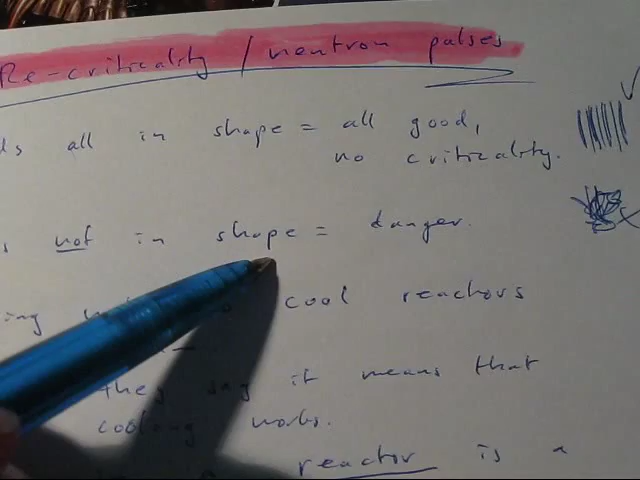 Re-criticality / neutron pulses
all in shape = all good,
no criticality.
not in shape = danger.
cool reactors
they say it means that
cooling works.
reactor is a